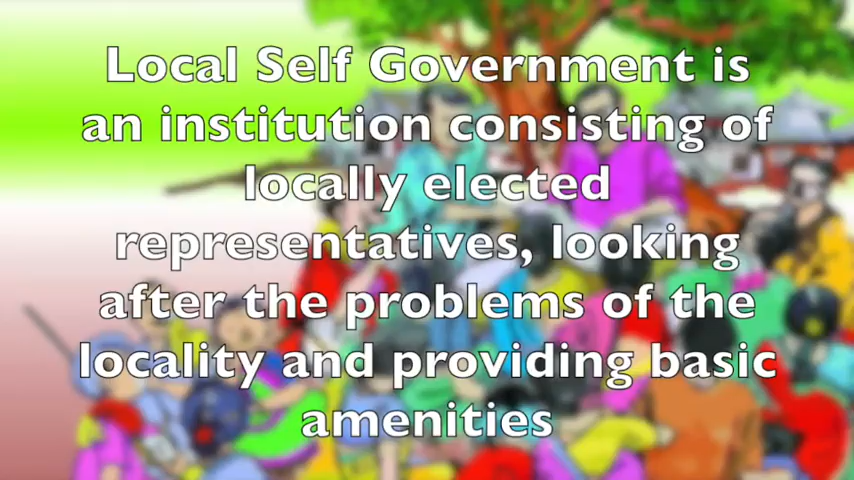 Local Self Government is
an institution consisting of
locally elected
representatives, looking
after the problems of the
locality and providing basic
amenities